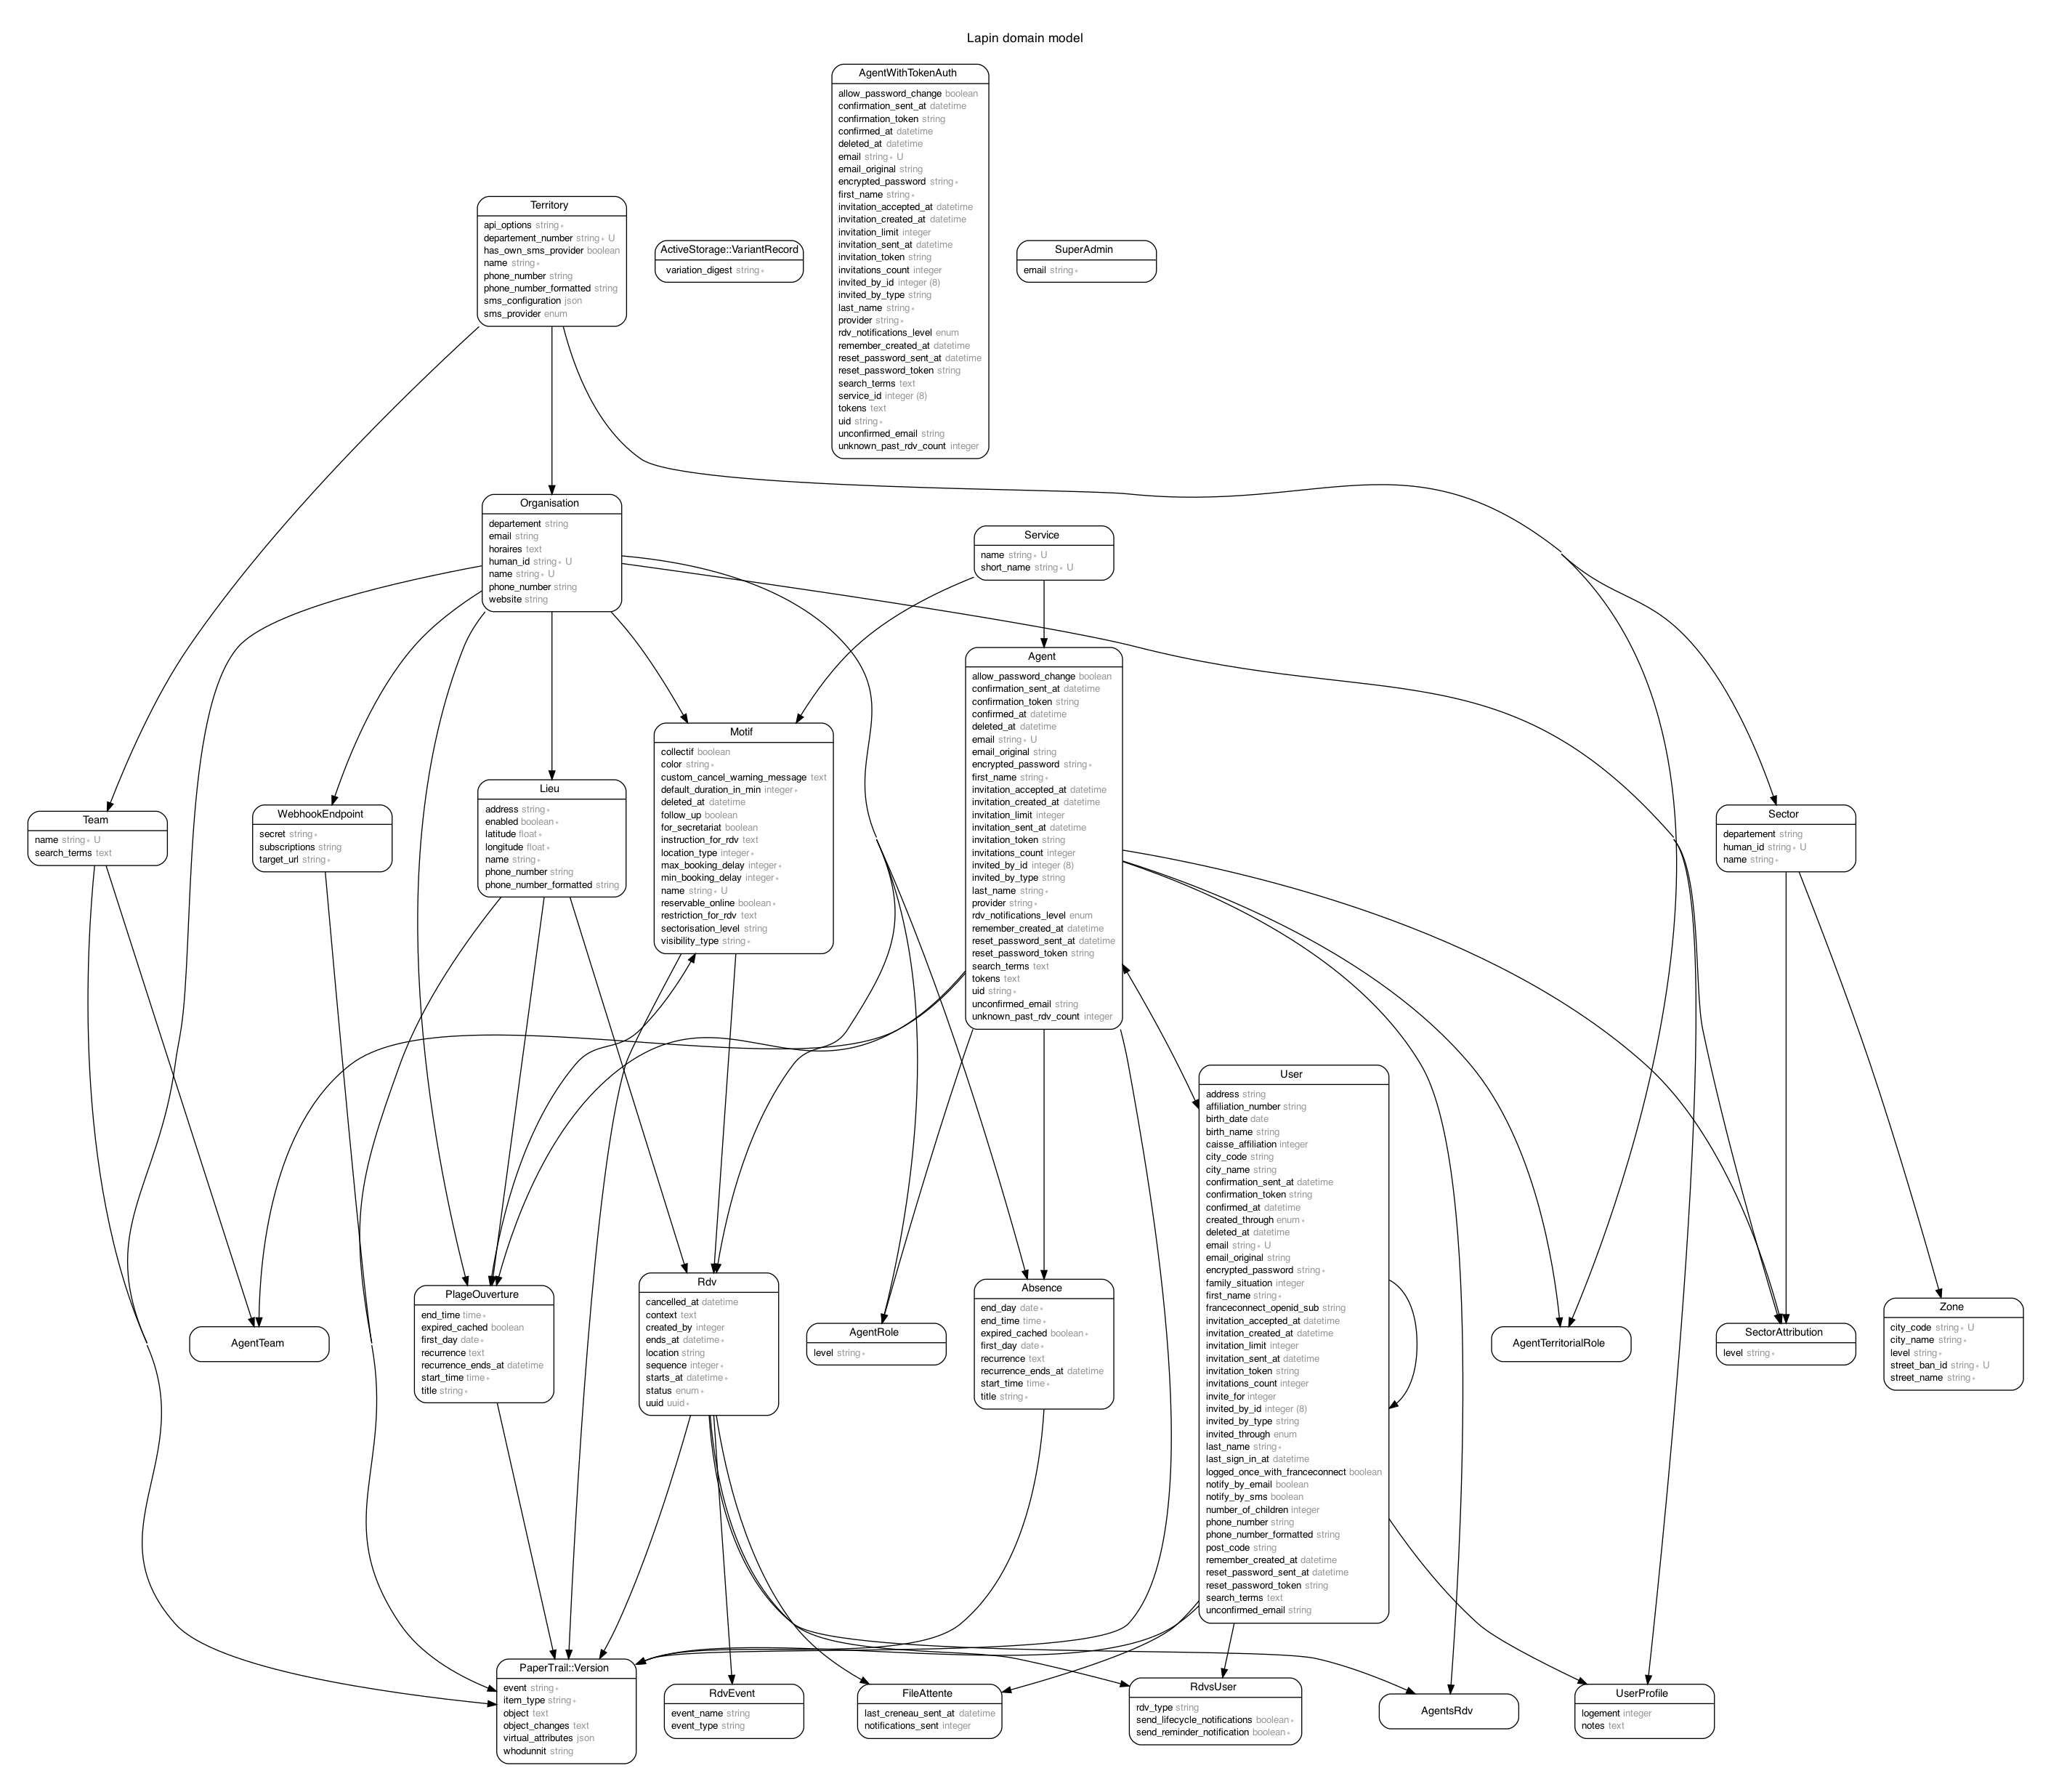 Lapin domain model
AgentWithTokenAuth
allow_password_change boolean
confirmation_sent_at datetime
confirmation_token string
confirmed_at datetime
deleted_at datetime
email string∗ U
email_original string
encrypted_password string∗
first_name string∗
invitation_accepted_at datetime
invitation_created_at datetime
invitation_limit integer
invitation_sent_at datetime
invitation_token string
invitations_count integer
invited_by_id integer (8)
invited_by_type string
last_name string∗
provider string∗
rdv_notifications_level enum
remember_created_at datetime
reset_password_sent_at datetime
reset_password_token string
search_terms text
service_id integer (8)
tokens text
uid string∗
unconfirmed_email string
unknown_past_rdv_count integer
Territory
api_options string∗
departement_number string∗ U
has_own_sms_provider boolean
name string∗
phone_number string
phone_number_formatted string
sms_configuration json
sms_provider enum
ActiveStorage::VariantRecord
variation_digest string∗
SuperAdmin
email string∗
Organisation
departement string
email string
horaires text
human_id string∗ U
name string∗ U
phone_number string
website string
Service
name string∗ U
short_name string∗ U
Agent
allow_password_change boolean
confirmation_sent_at datetime
confirmation_token string
confirmed_at datetime
deleted_at datetime
email string∗ U
email_original string
encrypted_password string∗
first_name string∗
invitation_accepted_at datetime
invitation_created_at datetime
invitation_limit integer
invitation_sent_at datetime
invitation_token string
invitations_count integer
invited_by_id integer (8)
invited_by_type string
last_name string∗
provider string∗
rdv_notifications_level enum
remember_created_at datetime
reset_password_sent_at datetime
reset_password_token string
search_terms text
tokens text
uid string∗
unconfirmed_email string
unknown_past_rdv_count integer
Motif
collectif boolean
color string∗
custom_cancel_warning_message text
default_duration_in_min integer∗
deleted_at datetime
follow_up boolean
for_secretariat boolean
instruction_for_rdv text
location_type integer∗
max_booking_delay integer∗
min_booking_delay integer∗
name string∗ U
reservable_online boolean∗
restriction_for_rdv text
sectorisation_level string
visibility_type string∗
Lieu
address string∗
enabled boolean∗
latitude float∗
longitude float∗
name string∗
phone_number string
phone_number_formatted string
WebhookEndpoint
secret string∗
subscriptions string
target_url string∗
Team
name string∗ U
search_terms text
Sector
departement string
human_id string∗ U
name string∗
User
address string
affiliation_number string
birth_date date
birth_name string
caisse_affiliation integer
city_code string
city_name string
confirmation_sent_at datetime
confirmation_token string
confirmed_at datetime
created_through enum∗
deleted_at datetime
email string∗ U
email_original string
encrypted_password string∗
family_situation integer
first_name string∗
franceconnect_openid_sub string
invitation_accepted_at datetime
invitation_created_at datetime
invitation_limit integer
invitation_sent_at datetime
invitation_token string
invitations_count integer
invite_for integer
invited_by_id integer (8)
invited_by_type string
invited_through enum
last_name string∗
last_sign_in_at datetime
logged_once_with_franceconnect boolean
notify_by_email boolean
notify_by_sms boolean
number_of_children integer
phone_number string
phone_number_formatted string
post_code string
remember_created_at datetime
reset_password_sent_at datetime
reset_password_token string
search_terms text
unconfirmed_email string
AgentTeam
PlageOuverture
end_time time∗
expired_cached boolean
first_day date∗
recurrence text
recurrence_ends_at datetime
start_time time∗
title string∗
Rdv
cancelled_at datetime
context text
created_by integer
ends_at datetime∗
location string
sequence integer∗
starts_at datetime∗
status enum∗
uuid uuid∗
AgentRole
level string∗
Absence
end_day date∗
end_time time∗
expired_cached boolean∗
first_day date∗
recurrence text
recurrence_ends_at datetime
start_time time∗
title string∗
AgentTerritorialRole
SectorAttribution
level string∗
Zone
city_code string∗ U
city_name string∗
level string∗
street_ban_id string∗ U
street_name string∗
PaperTrail::Version
event string∗
item_type string∗
object text
object_changes text
virtual_attributes json
whodunnit string
RdvEvent
event_name string
event_type string
FileAttente
last_creneau_sent_at datetime
notifications_sent integer
RdvsUser
rdv_type string
send_lifecycle_notifications boolean∗
send_reminder_notification boolean∗
AgentsRdv
UserProfile
logement integer
notes text